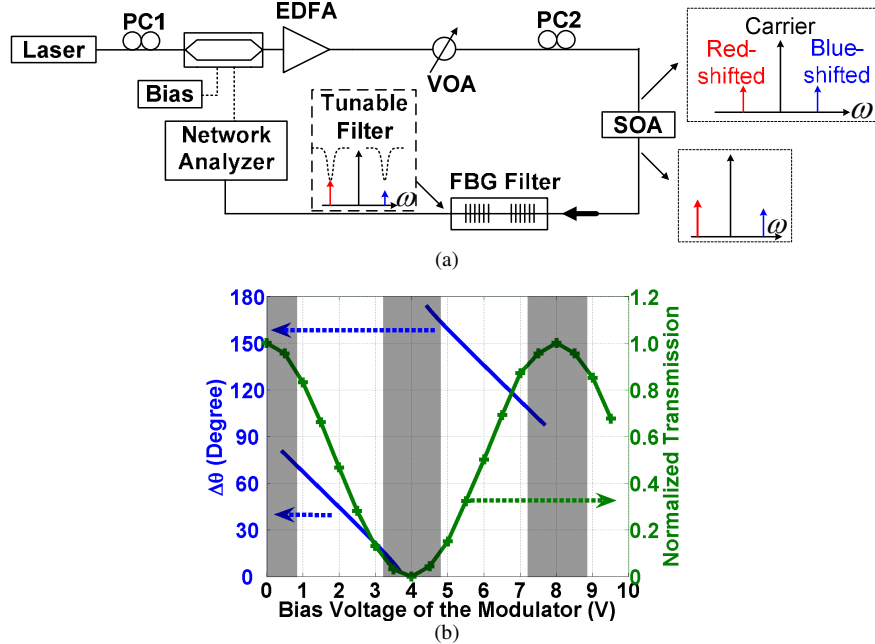 PC1
EDFA
PC2
Laser
VOA
Bias
Network
Analyzer
Tunable
Filter
ω
FBG Filter
SOA
Carrier
Red-
shifted
Blue-
shifted
ω
ω
(a)
180
150
120
90
60
30
0
Δθ (Degree)
1.2
1.0
0.8
0.6
0.4
0.2
0
Normalized Transmission
0 1 2 3 4 5 6 7 8 9 10
Bias Voltage of the Modulator (V)
(b)